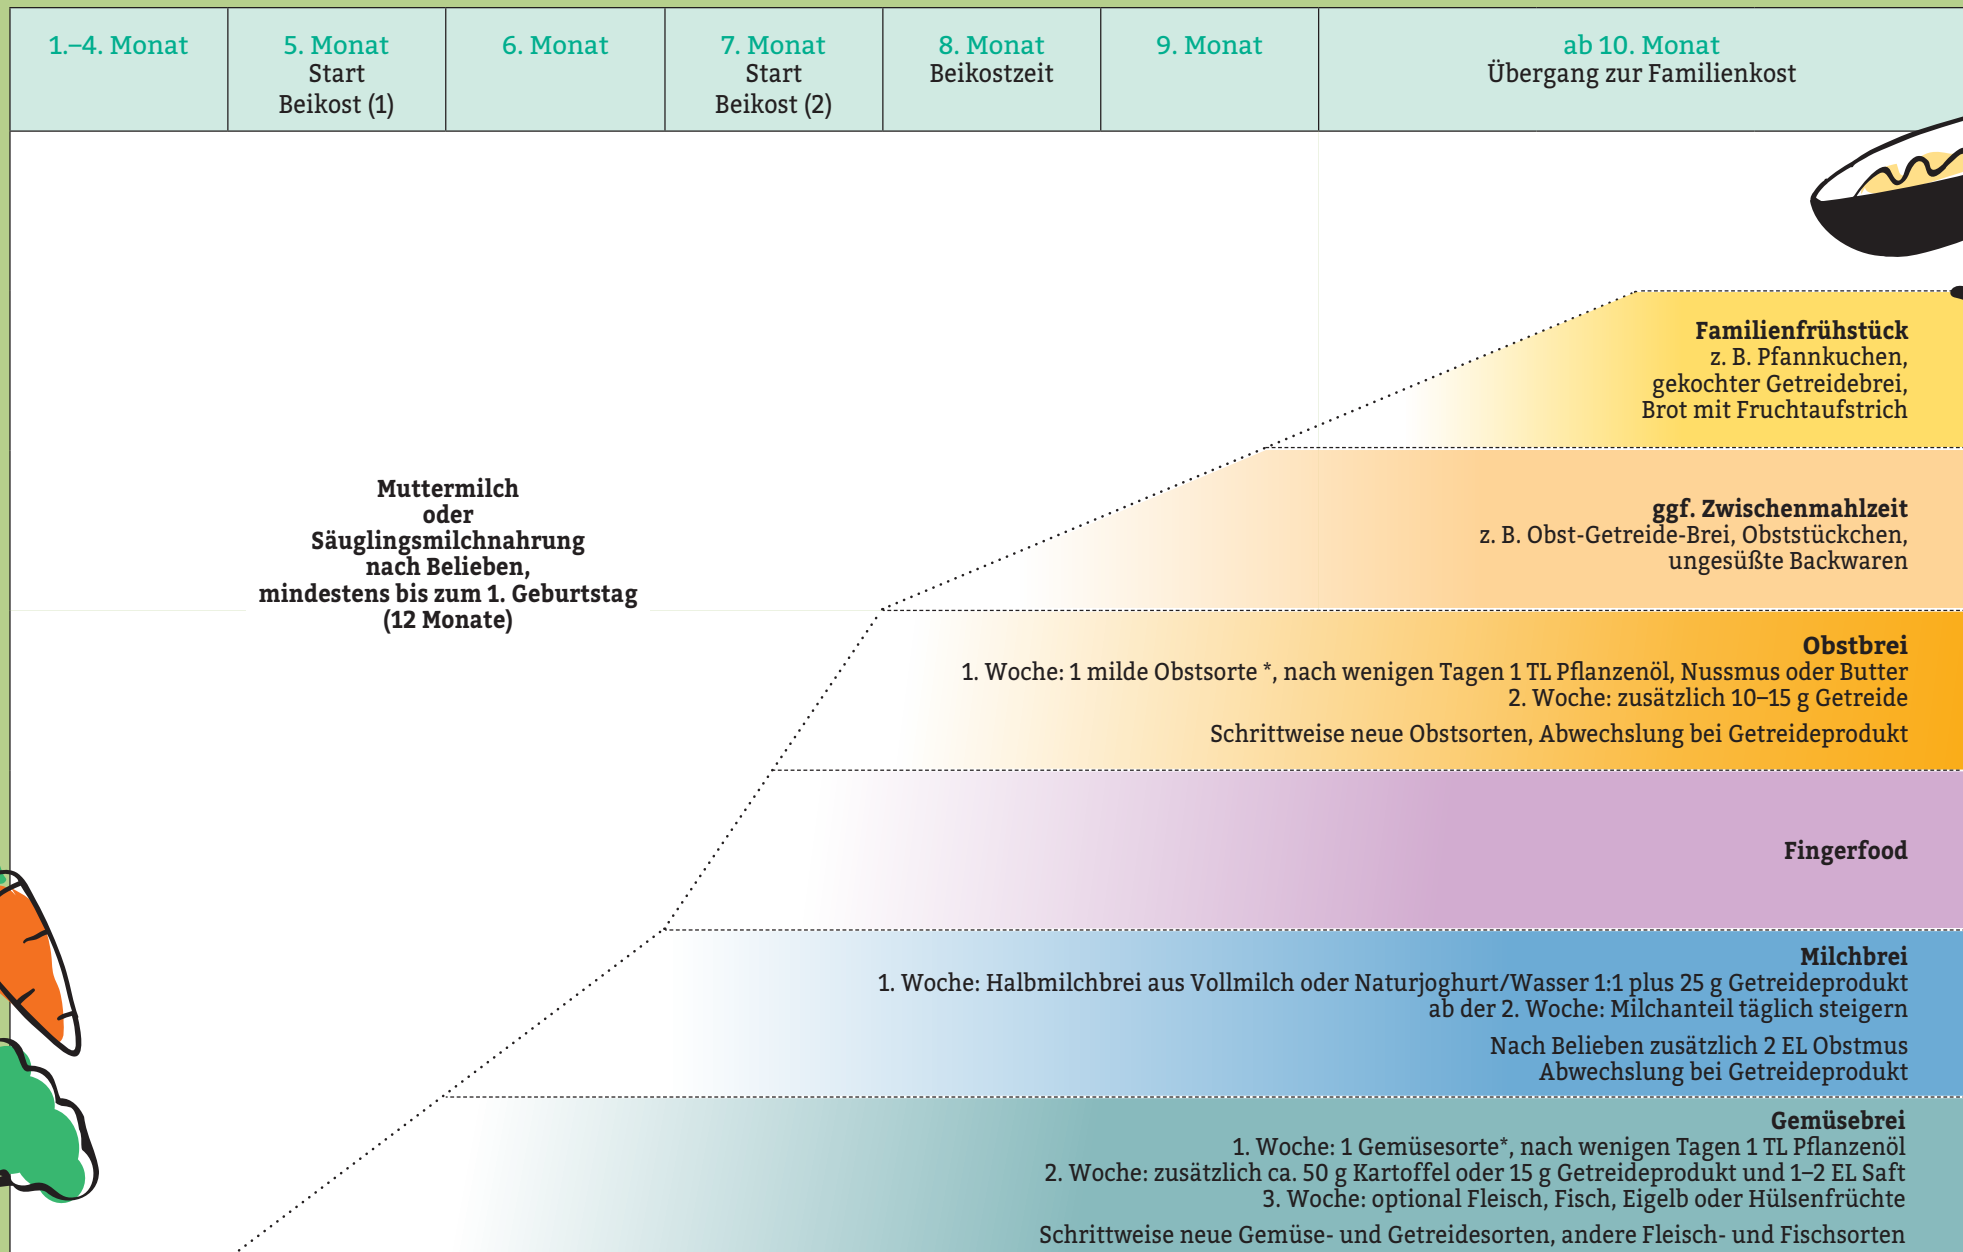 1.–4. Monat
5. Monat
Start
Beikost (1)
6. Monat
7. Monat
Start
Beikost (2)
8. Monat
Beikostzeit
9. Monat
ab 10. Monat
Übergang zur Familienkost
Familienfrühstück
z. B. Pfannkuchen,
gekochter Getreidebrei,
Brot mit Fruchtaufstrich
Muttermilch
oder
Säuglingsmilchnahrung
nach Belieben,
mindestens bis zum 1. Geburtstag
(12 Monate)
ggf. Zwischenmahlzeit
z. B. Obst-Getreide-Brei, Obststückchen,
ungesüßte Backwaren
Obstbrei
1. Woche: 1 milde Obstsorte *, nach wenigen Tagen 1 TL Pflanzenöl, Nussmus oder Butter
2. Woche: zusätzlich 10–15 g Getreide
Schrittweise neue Obstsorten, Abwechslung bei Getreideprodukt
Fingerfood
Milchbrei
1. Woche: Halbmilchbrei aus Vollmilch oder Naturjoghurt/Wasser 1:1 plus 25 g Getreideprodukt
ab der 2. Woche: Milchanteil täglich steigern
Nach Belieben zusätzlich 2 EL Obstmus
Abwechslung bei Getreideprodukt
Gemüsebrei
1. Woche: 1 Gemüsesorte*, nach wenigen Tagen 1 TL Pflanzenöl
2. Woche: zusätzlich ca. 50 g Kartoffel oder 15 g Getreideprodukt und 1–2 EL Saft
3. Woche: optional Fleisch, Fisch, Eigelb oder Hülsenfrüchte
Schrittweise neue Gemüse- und Getreidesorten, andere Fleisch- und Fischsorten